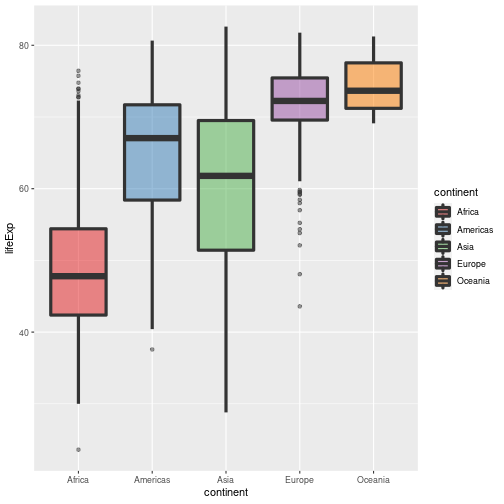 80
60
40
lifeExp
Africa
Americas
Asia
Europe
Oceania
continent
continent
Africa
Americas
Asia
Europe
Oceania